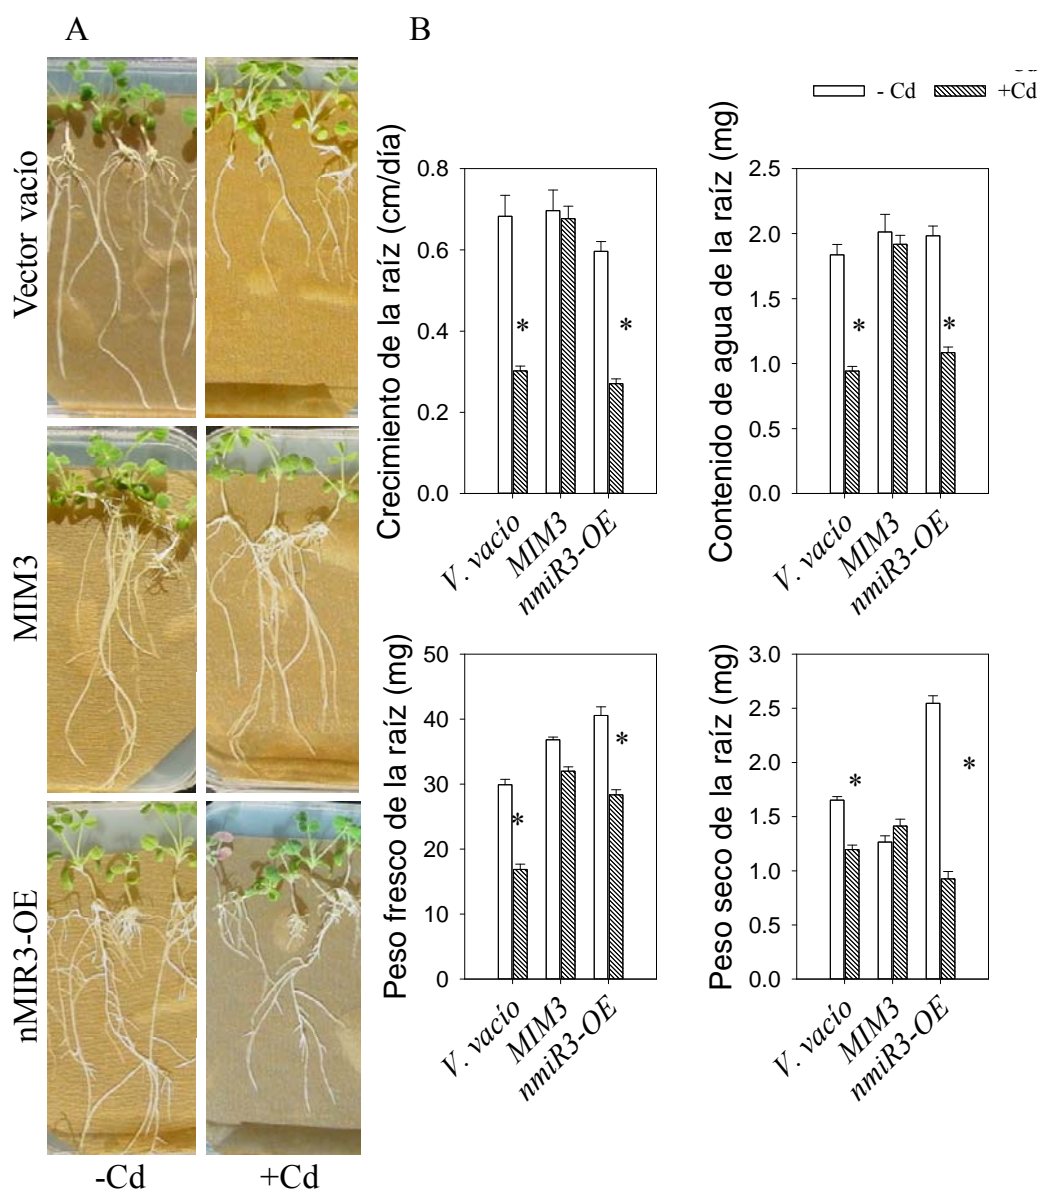 A
B
- Cd
+Cd
Vector vacío
MIM3
nMIR3-OE
-Cd
+Cd
Crecimiento de la raíz (cm/día)
0.8
0.6
0.4
0.2
0.0
*
*
V. vacío
MIM3
nmiR3-OE
Contenido de agua de la raíz (mg)
2.5
2.0
1.5
1.0
0.5
0.0
*
*
V. vacío
MIM3
nmiR3-OE
Peso fresco de la raíz (mg)
50
40
30
20
10
0
*
*
V. vacío
MIM3
nmiR3-OE
Peso seco de la raíz (mg)
3.0
2.5
2.0
1.5
1.0
0.5
0.0
*
*
V. vacío
MIM3
nmiR3-OE